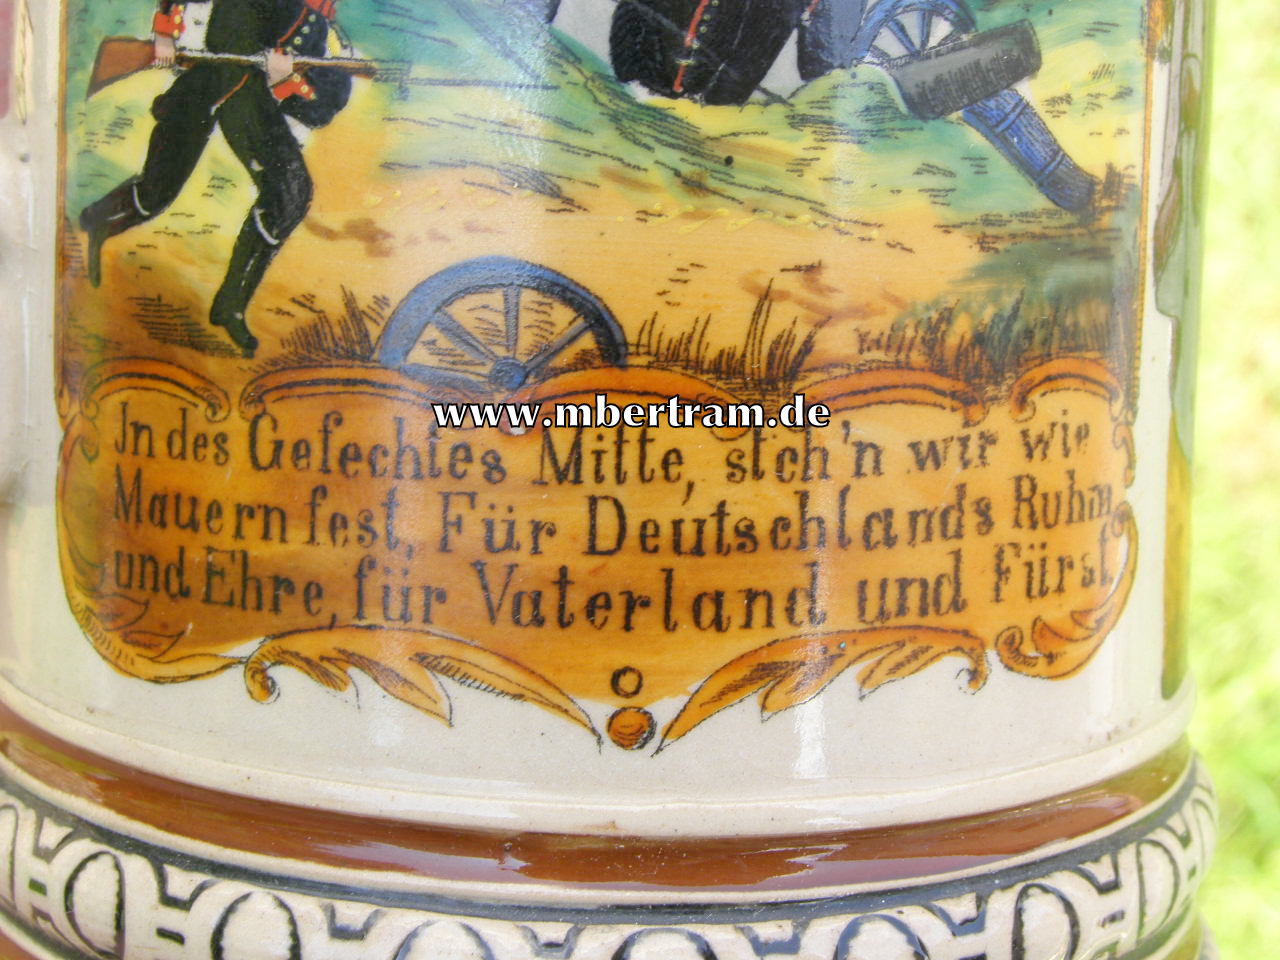 www.mbertram.de
Jn des Gefechtes Mitte, steh'n wir wie
Mauern fest, Für Deutschlands Ruhm
und Ehre, für Vaterland und Fürst.